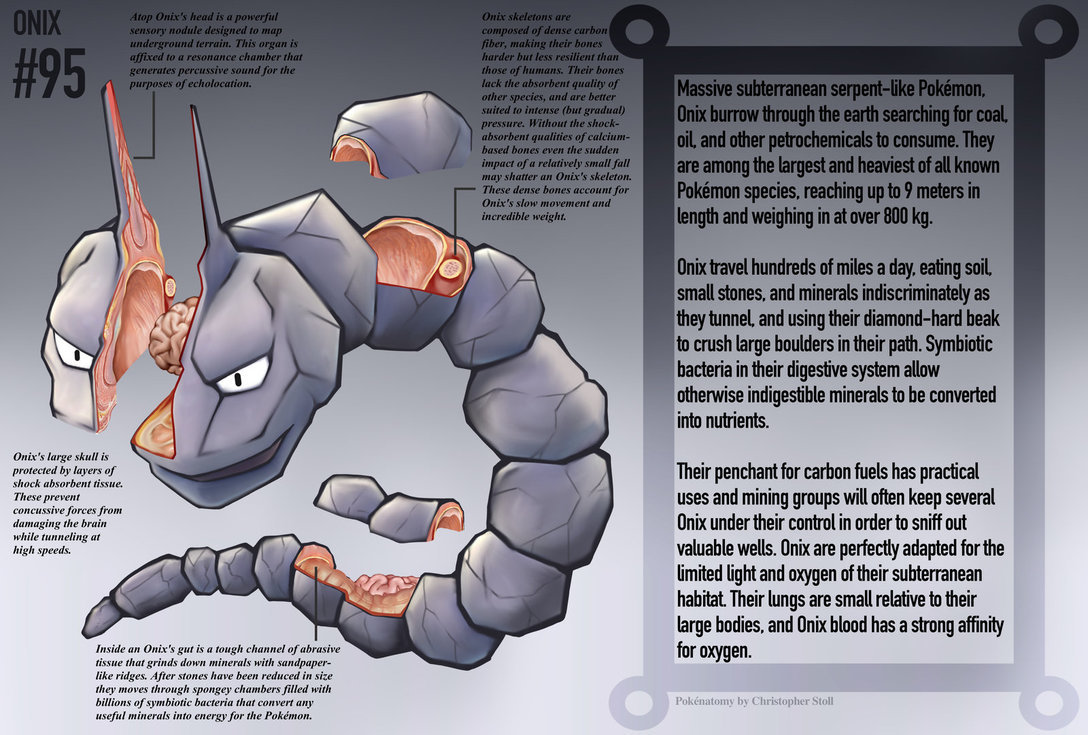 ONIX
#95
Atop Onix's head is a powerful
sensory nodule designed to map
underground terrain. This organ is
affixed to a resonance chamber that
generates percussive sound for the
purposes of echolocation.
Onix skeletons are
composed of dense carbon
fiber, making their bones
harder but less resilient than
those of humans. Their bones
lack the absorbent quality of
other species, and are better
suited to intense (but gradual)
pressure. Without the shock-
absorbent qualities of calcium-
based bones even the sudden
impact of a relatively small fall
may shatter an Onix's skeleton.
These dense bones account for
Onix's slow movement and
incredible weight.
Onix's large skull is
protected by layers of
shock absorbent tissue.
These prevent
concussive forces from
damaging the brain
while tunneling at
high speeds.
Inside an Onix's gut is a tough channel of abrasive
tissue that grinds down minerals with sandpaper-
like ridges. After stones have been reduced in size
they moves through spongey chambers filled with
billions of symbiotic bacteria that convert any
useful minerals into energy for the Pokémon.
Massive subterranean serpent-like Pokémon,
Onix burrow through the earth searching for coal,
oil, and other petrochemicals to consume. They
are among the largest and heaviest of all known
Pokémon species, reaching up to 9 meters in
length and weighing in at over 800 kg.
Onix travel hundreds of miles a day, eating soil,
small stones, and minerals indiscriminately as
they tunnel, and using their diamond-hard beak
to crush large boulders in their path. Symbiotic
bacteria in their digestive system allow
otherwise indigestible minerals to be converted
into nutrients.
Their penchant for carbon fuels has practical
uses and mining groups will often keep several
Onix under their control in order to sniff out
valuable wells. Onix are perfectly adapted for the
limited light and oxygen of their subterranean
habitat. Their lungs are small relative to their
large bodies, and Onix blood has a strong affinity
for oxygen.
Pokénatomy by Christopher Stoll